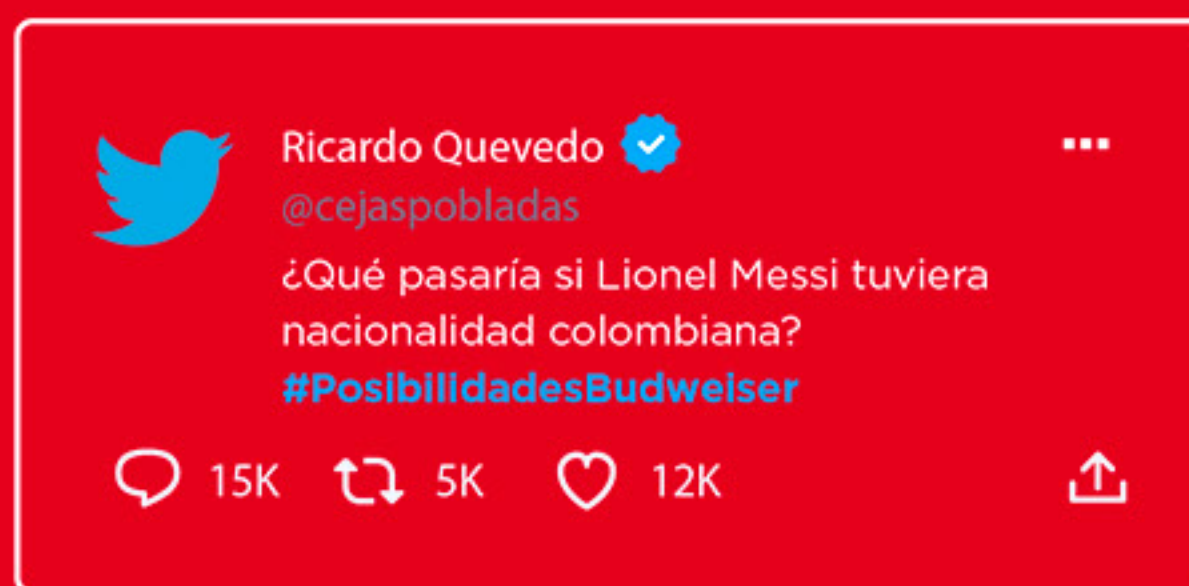 Ricardo Quevedo
@cejaspobladas
¿Qué pasaría si Lionel Messi tuviera
nacionalidad colombiana?
#PosibilidadesBudweiser
15K 5K 12K